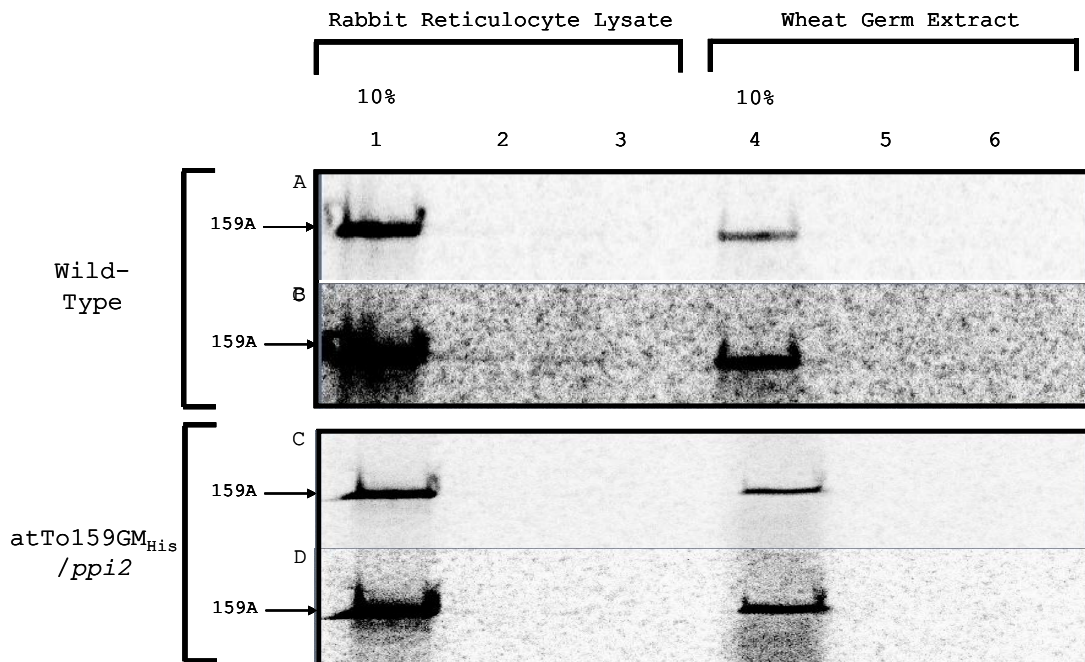 Rabbit Reticulocyte Lysate Wheat Germ Extract
10% 10%
1 2 3 4 5 6
A
159A
Wild-
Type
B
159A
C
159A
atTo159GMHis
/ppi2
D
159A